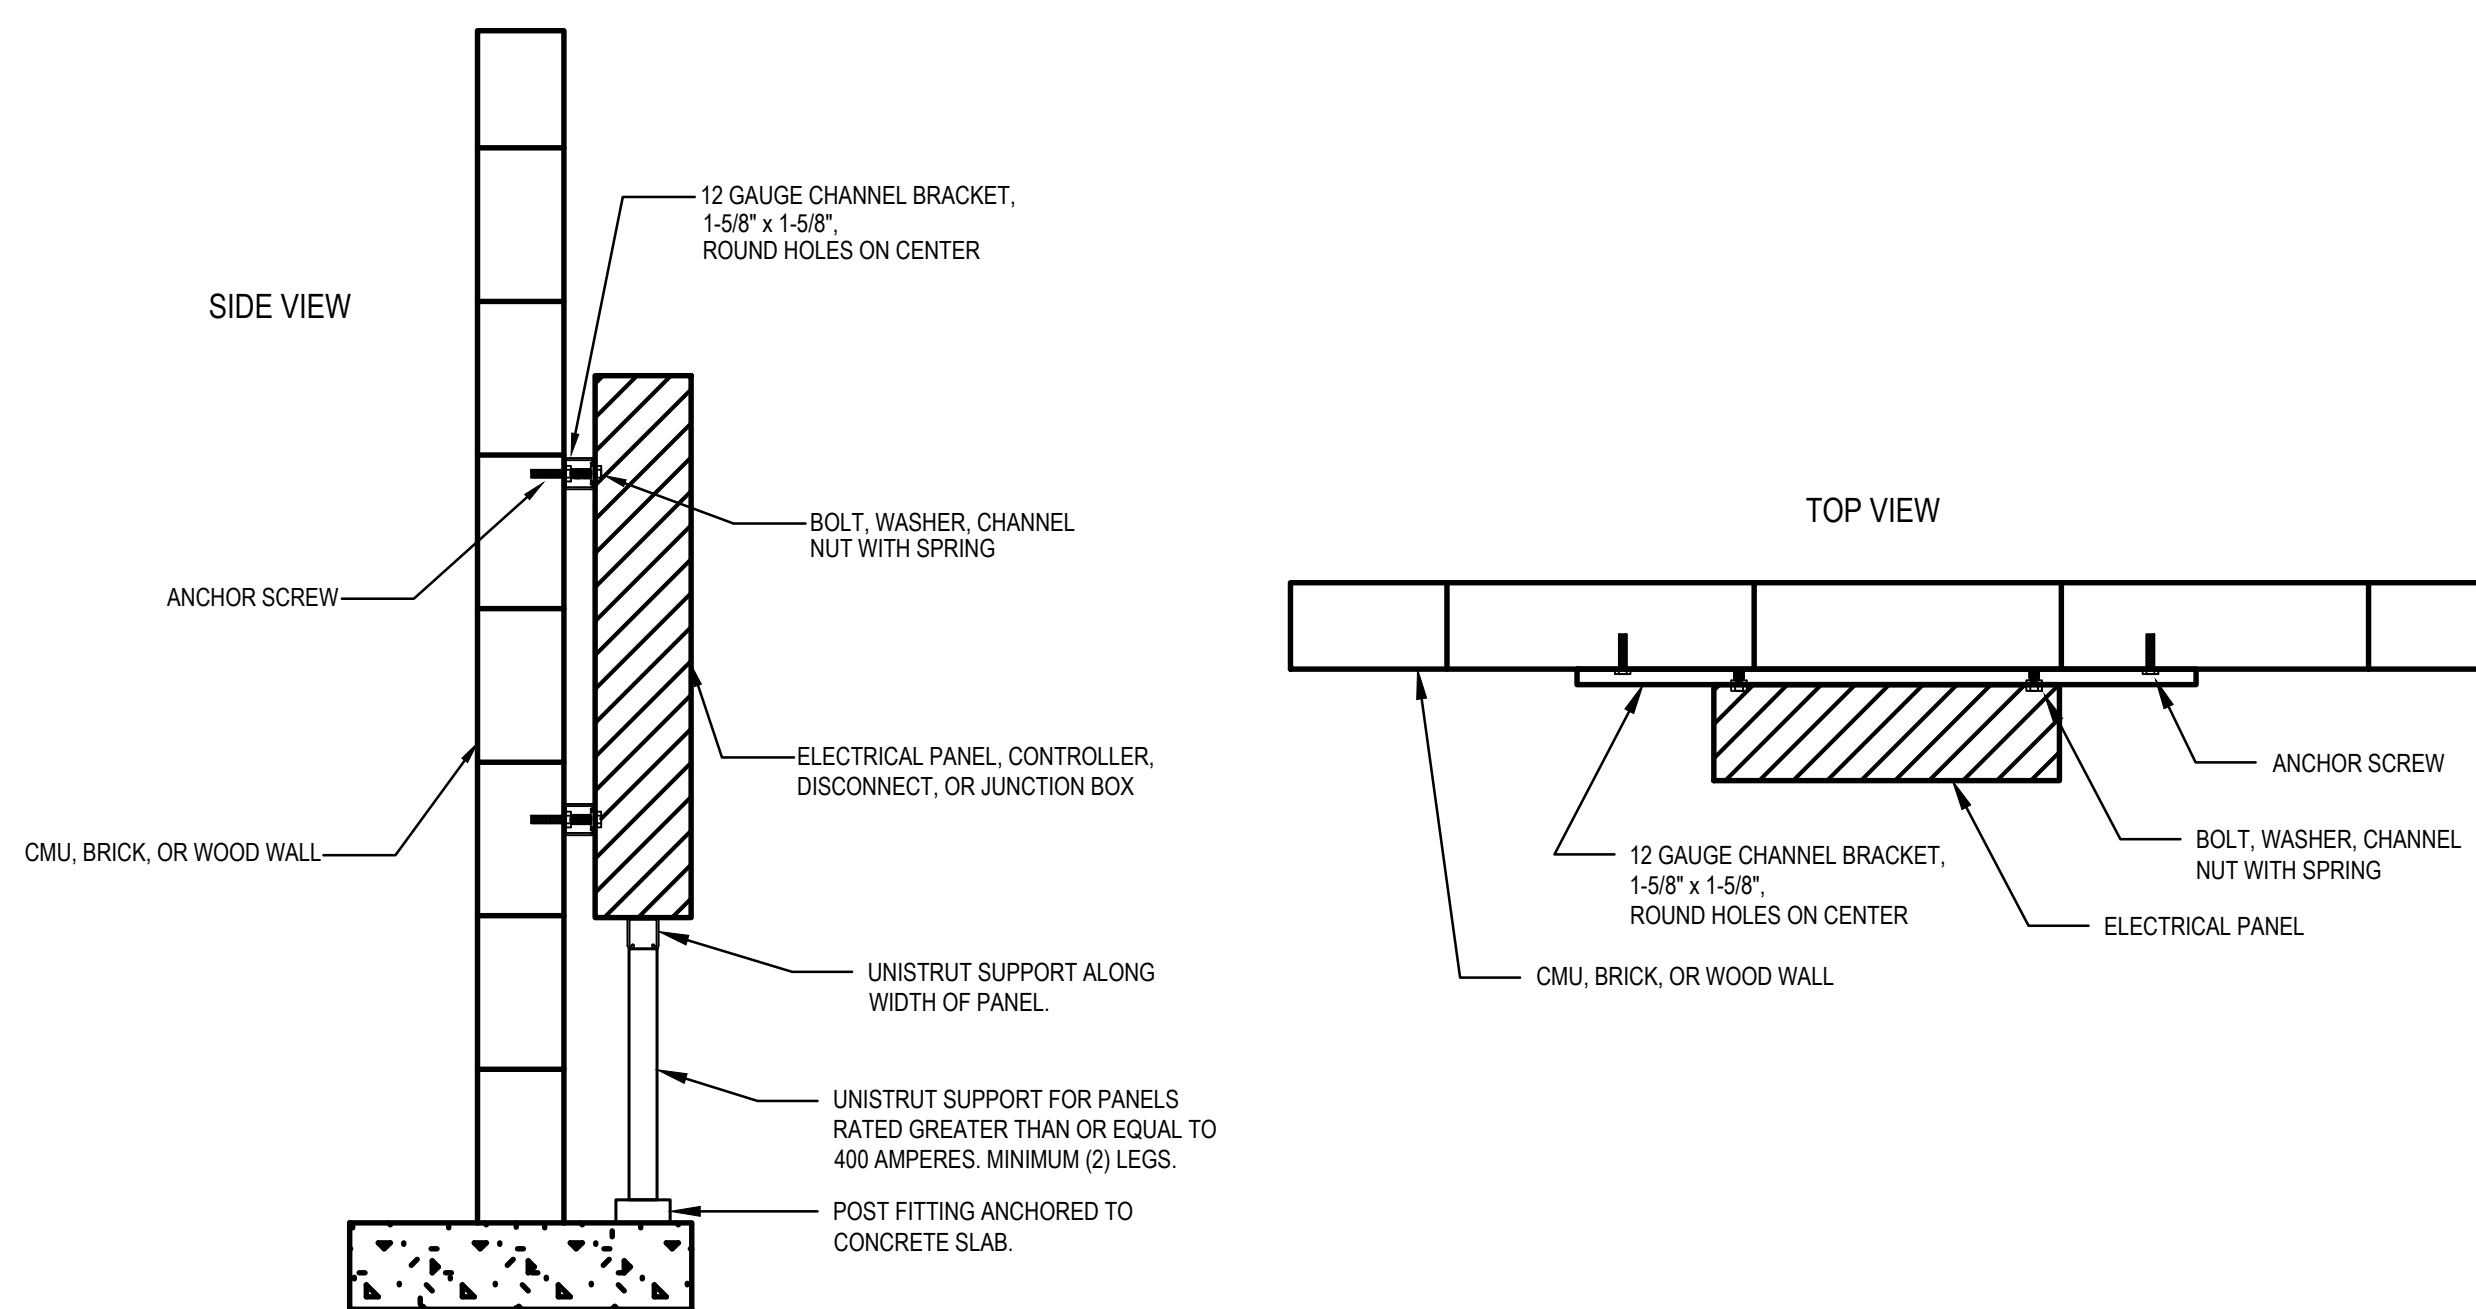 SIDE VIEW
12 GAUGE CHANNEL BRACKET,
1-5/8" x 1-5/8",
ROUND HOLES ON CENTER
BOLT, WASHER, CHANNEL
NUT WITH SPRING
ANCHOR SCREW
ELECTRICAL PANEL, CONTROLLER,
DISCONNECT, OR JUNCTION BOX
CMU, BRICK, OR WOOD WALL
UNISTRUT SUPPORT ALONG
WIDTH OF PANEL.
UNISTRUT SUPPORT FOR PANELS
RATED GREATER THAN OR EQUAL TO
400 AMPERES. MINIMUM (2) LEGS.
POST FITTING ANCHORED TO
CONCRETE SLAB.
TOP VIEW
ANCHOR SCREW
BOLT, WASHER, CHANNEL
NUT WITH SPRING
12 GAUGE CHANNEL BRACKET,
1-5/8" x 1-5/8",
ROUND HOLES ON CENTER
ELECTRICAL PANEL
CMU, BRICK, OR WOOD WALL